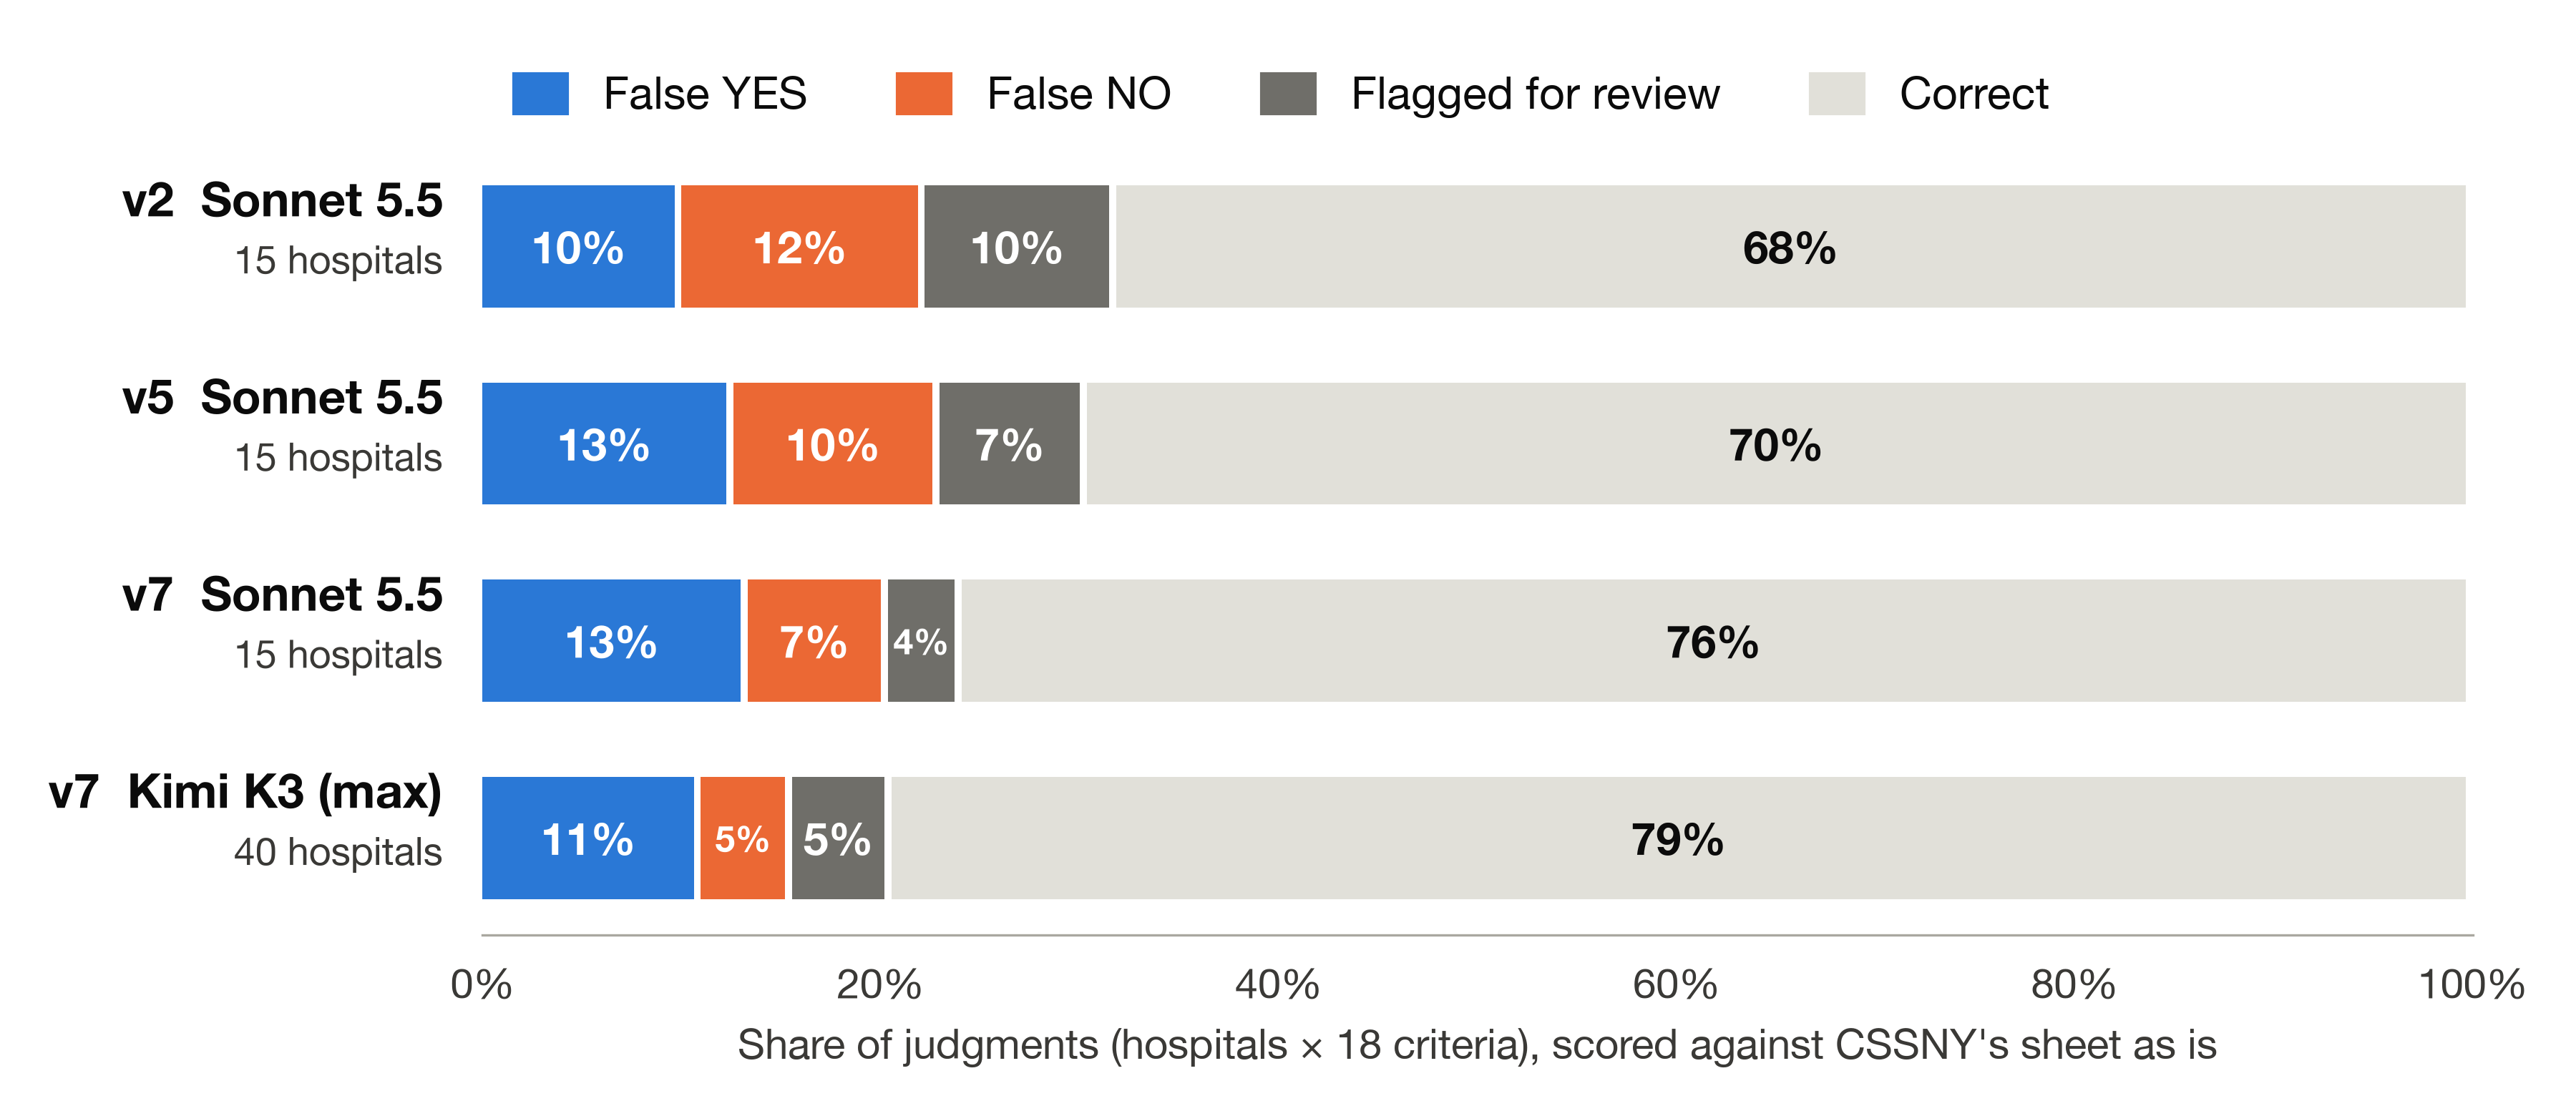 False YES False NO Flagged for review Correct
v2 Sonnet 5.5
15 hospitals
10% 12% 10% 68%
v5 Sonnet 5.5
15 hospitals
13% 10% 7% 70%
v7 Sonnet 5.5
15 hospitals
13% 7% 4% 76%
v7 Kimi K3 (max)
40 hospitals
11% 5% 5% 79%
0% 20% 40% 60% 80% 100%
Share of judgments (hospitals × 18 criteria), scored against CSSNY's sheet as is